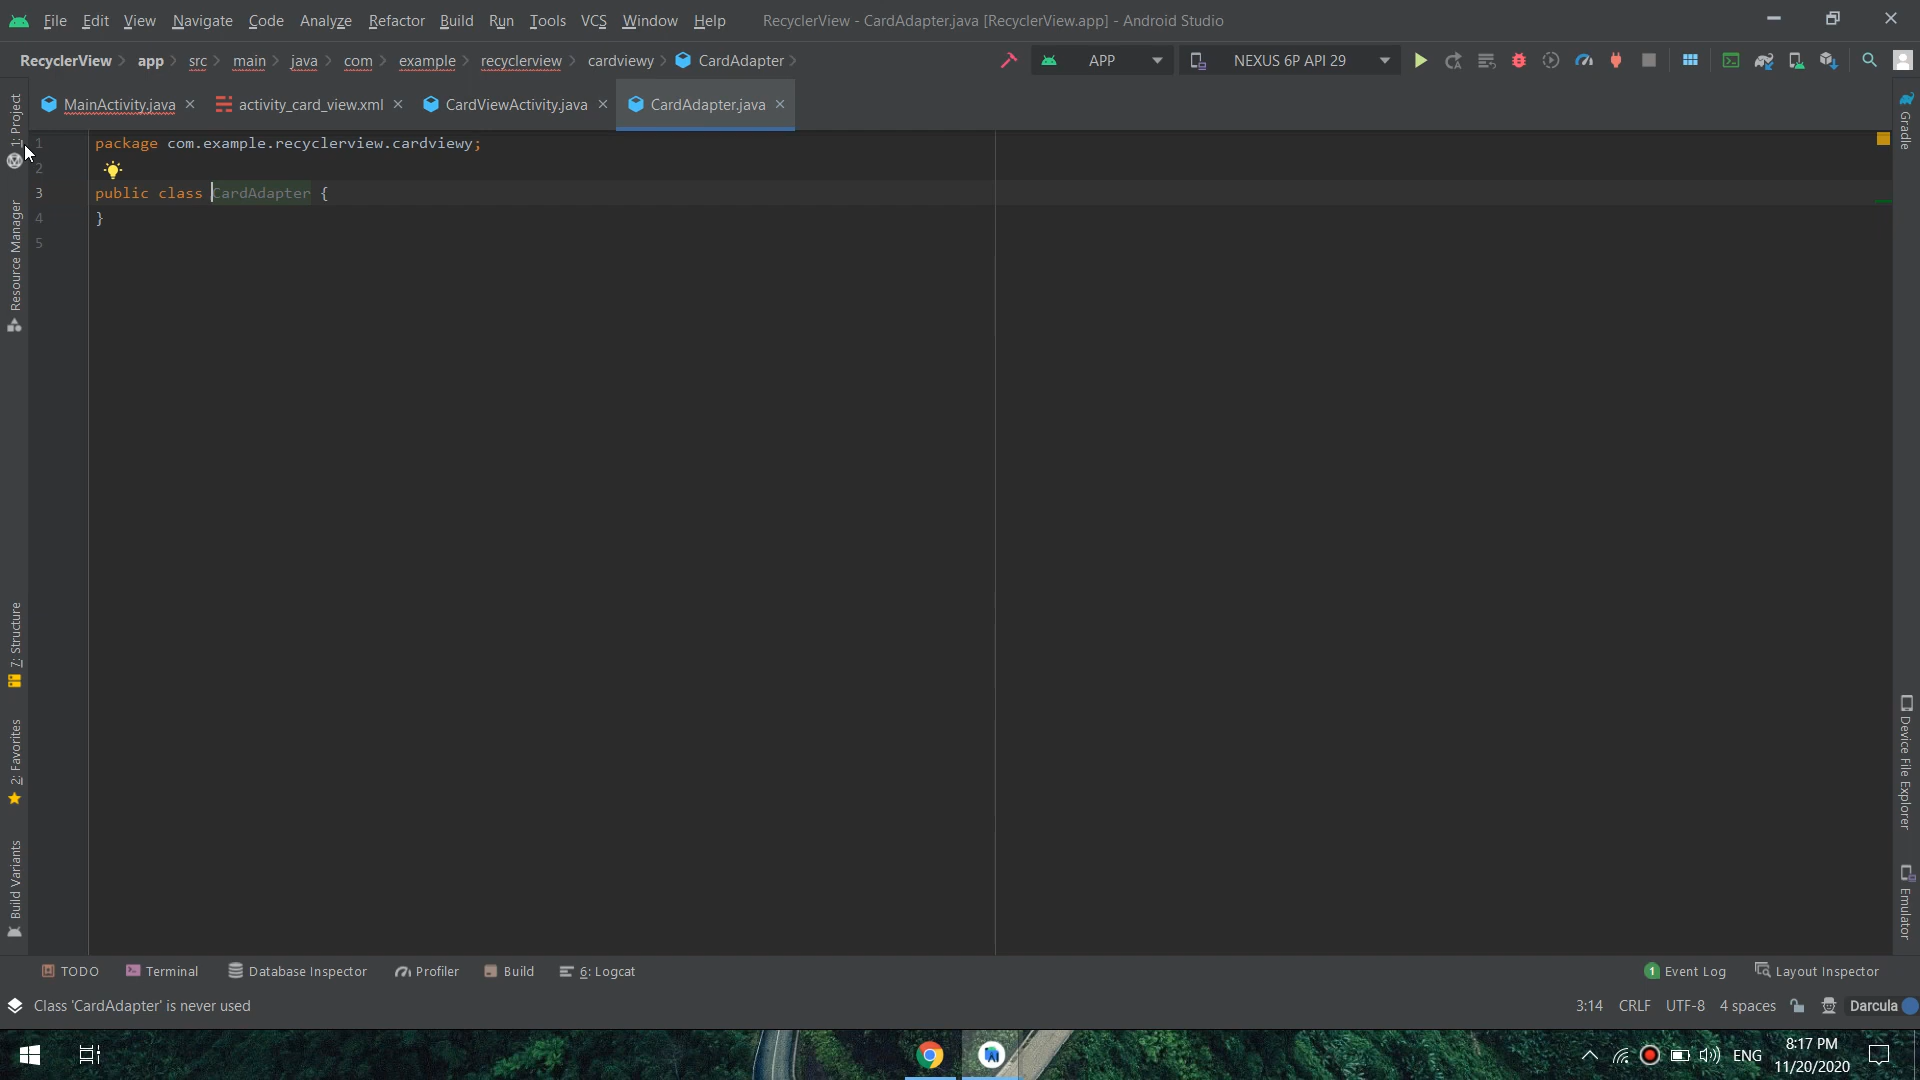 File Edit View Navigate Code Analyze Refactor Build Run Tools VCS Window Help RecyclerView - CardAdapter.java [RecyclerView.app] - Android Studio
RecyclerView app src main java com example recyclerview cardviewy CardAdapter APP NEXUS 6P API 29
MainActivity.java activity_card_view.xml CardViewActivity.java CardAdapter.java
1: Project
Resource Manager
7: Structure
2: Favorites
Build Variants
1 package com.example.recyclerview.cardviewy;
2
3 public class CardAdapter {
4 }
5
Gradle
Device File Explorer
Emulator
TODO Terminal Database Inspector Profiler Build 6: Logcat 1 Event Log Layout Inspector
Class 'CardAdapter' is never used 3:14 CRLF UTF-8 4 spaces Darcula
ENG 8:17 PM
11/20/2020